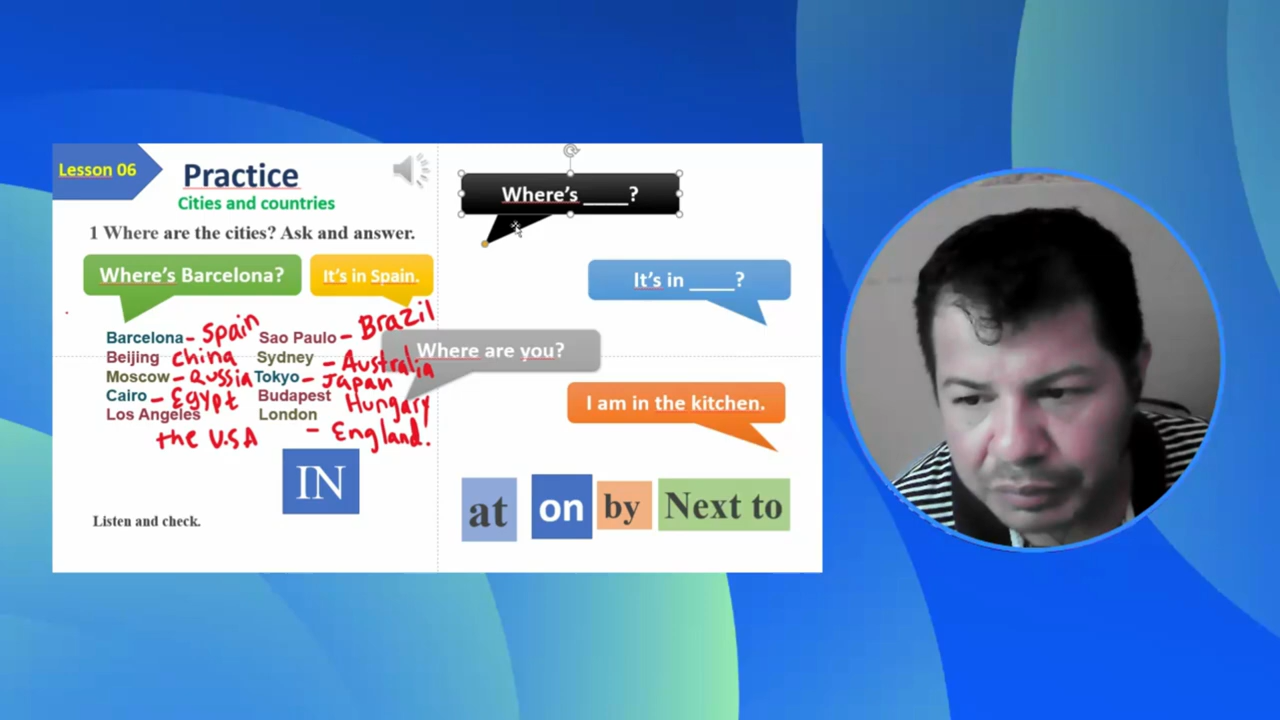 Lesson 06
Practice
Cities and countries
1 Where are the cities? Ask and answer.
Where's Barcelona?
It's in Spain.
Barcelona - Spain
Sao Paulo - Brazil
Beijing China
Sydney - Australia
Moscow - Russia
Tokyo - Japan
Cairo - Egypt
Budapest Hungary
Los Angeles
the U.S.A
London - England.
IN
Listen and check.
Where's ____?
It's in ____?
Where are you?
I am in the kitchen.
at on by Next to